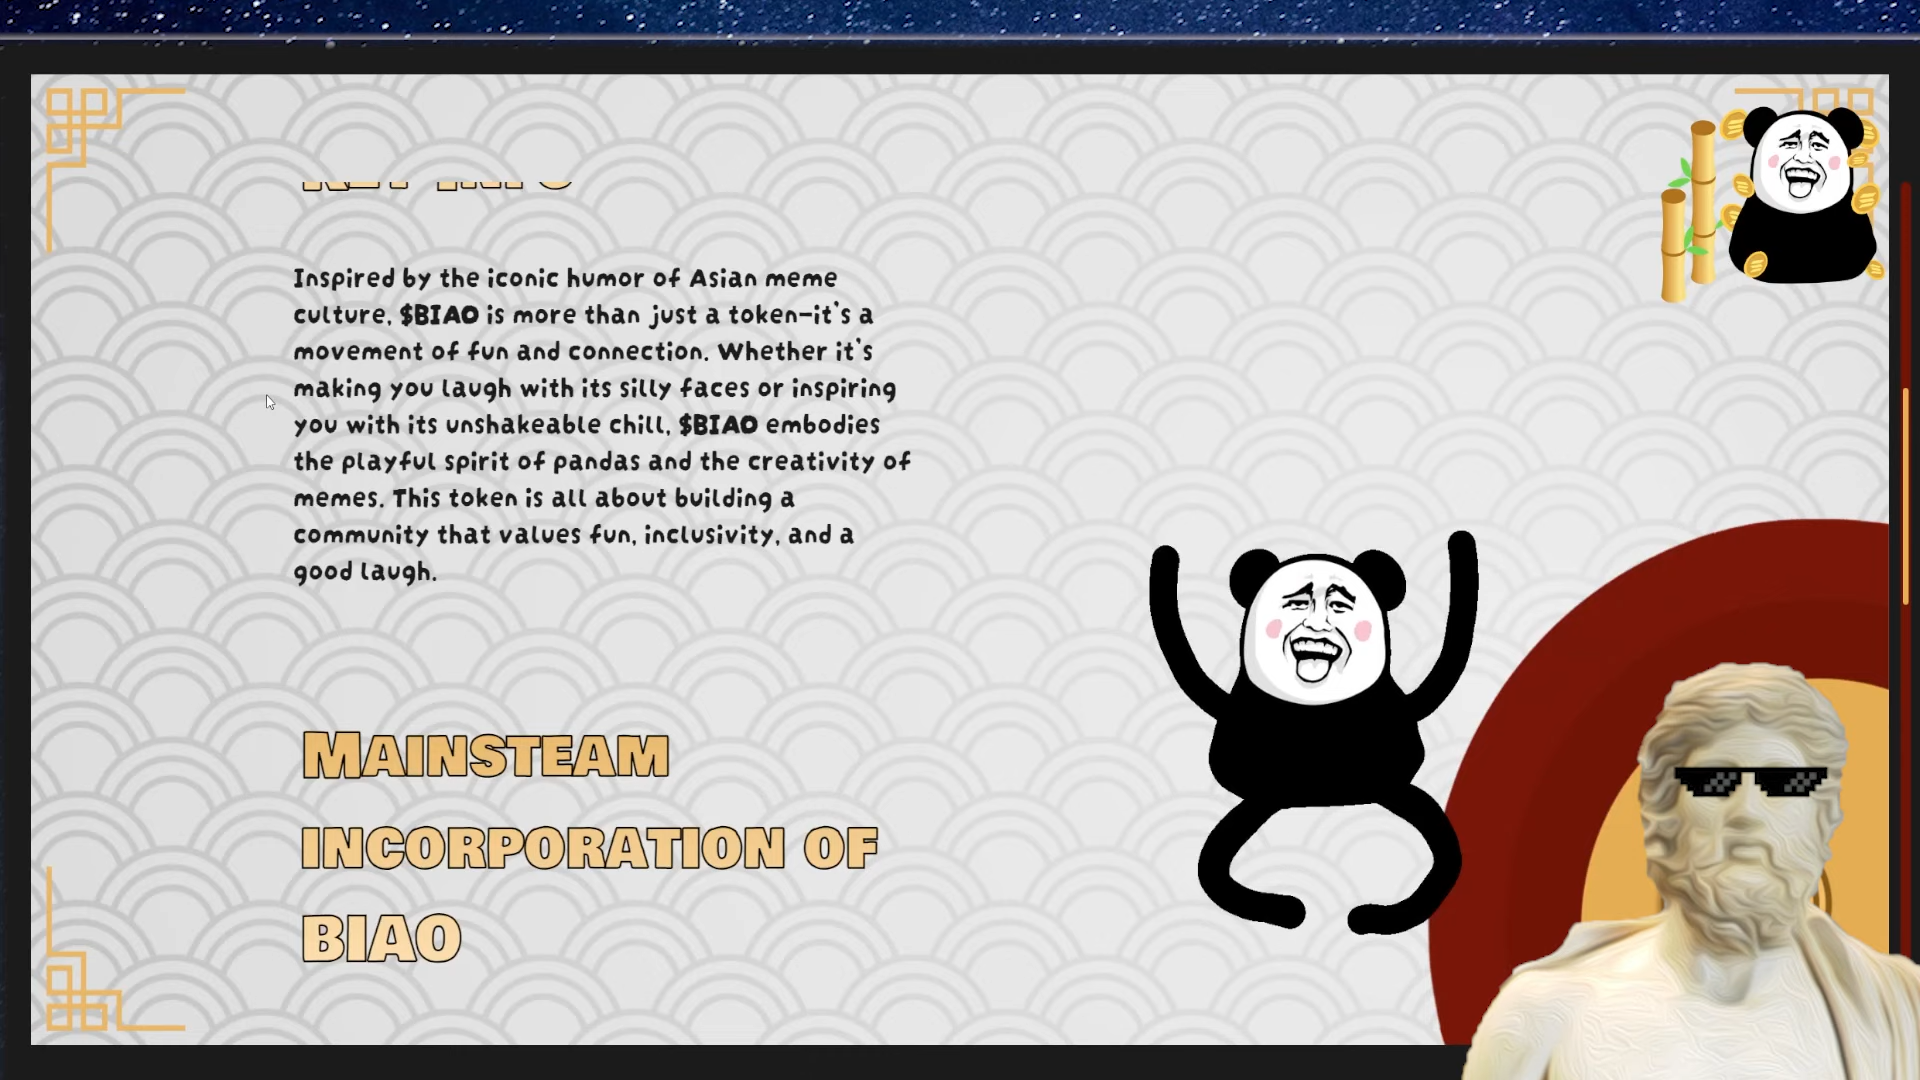 KEY INFO
Inspired by the iconic humor of Asian meme
culture, $BIAO is more than just a token–it's a
movement of fun and connection. Whether it's
making you laugh with its silly faces or inspiring
you with its unshakeable chill, $BIAO embodies
the playful spirit of pandas and the creativity of
memes. This token is all about building a
community that values fun, inclusivity, and a
good laugh.
MAINSTEAM
INCORPORATION OF
BIAO